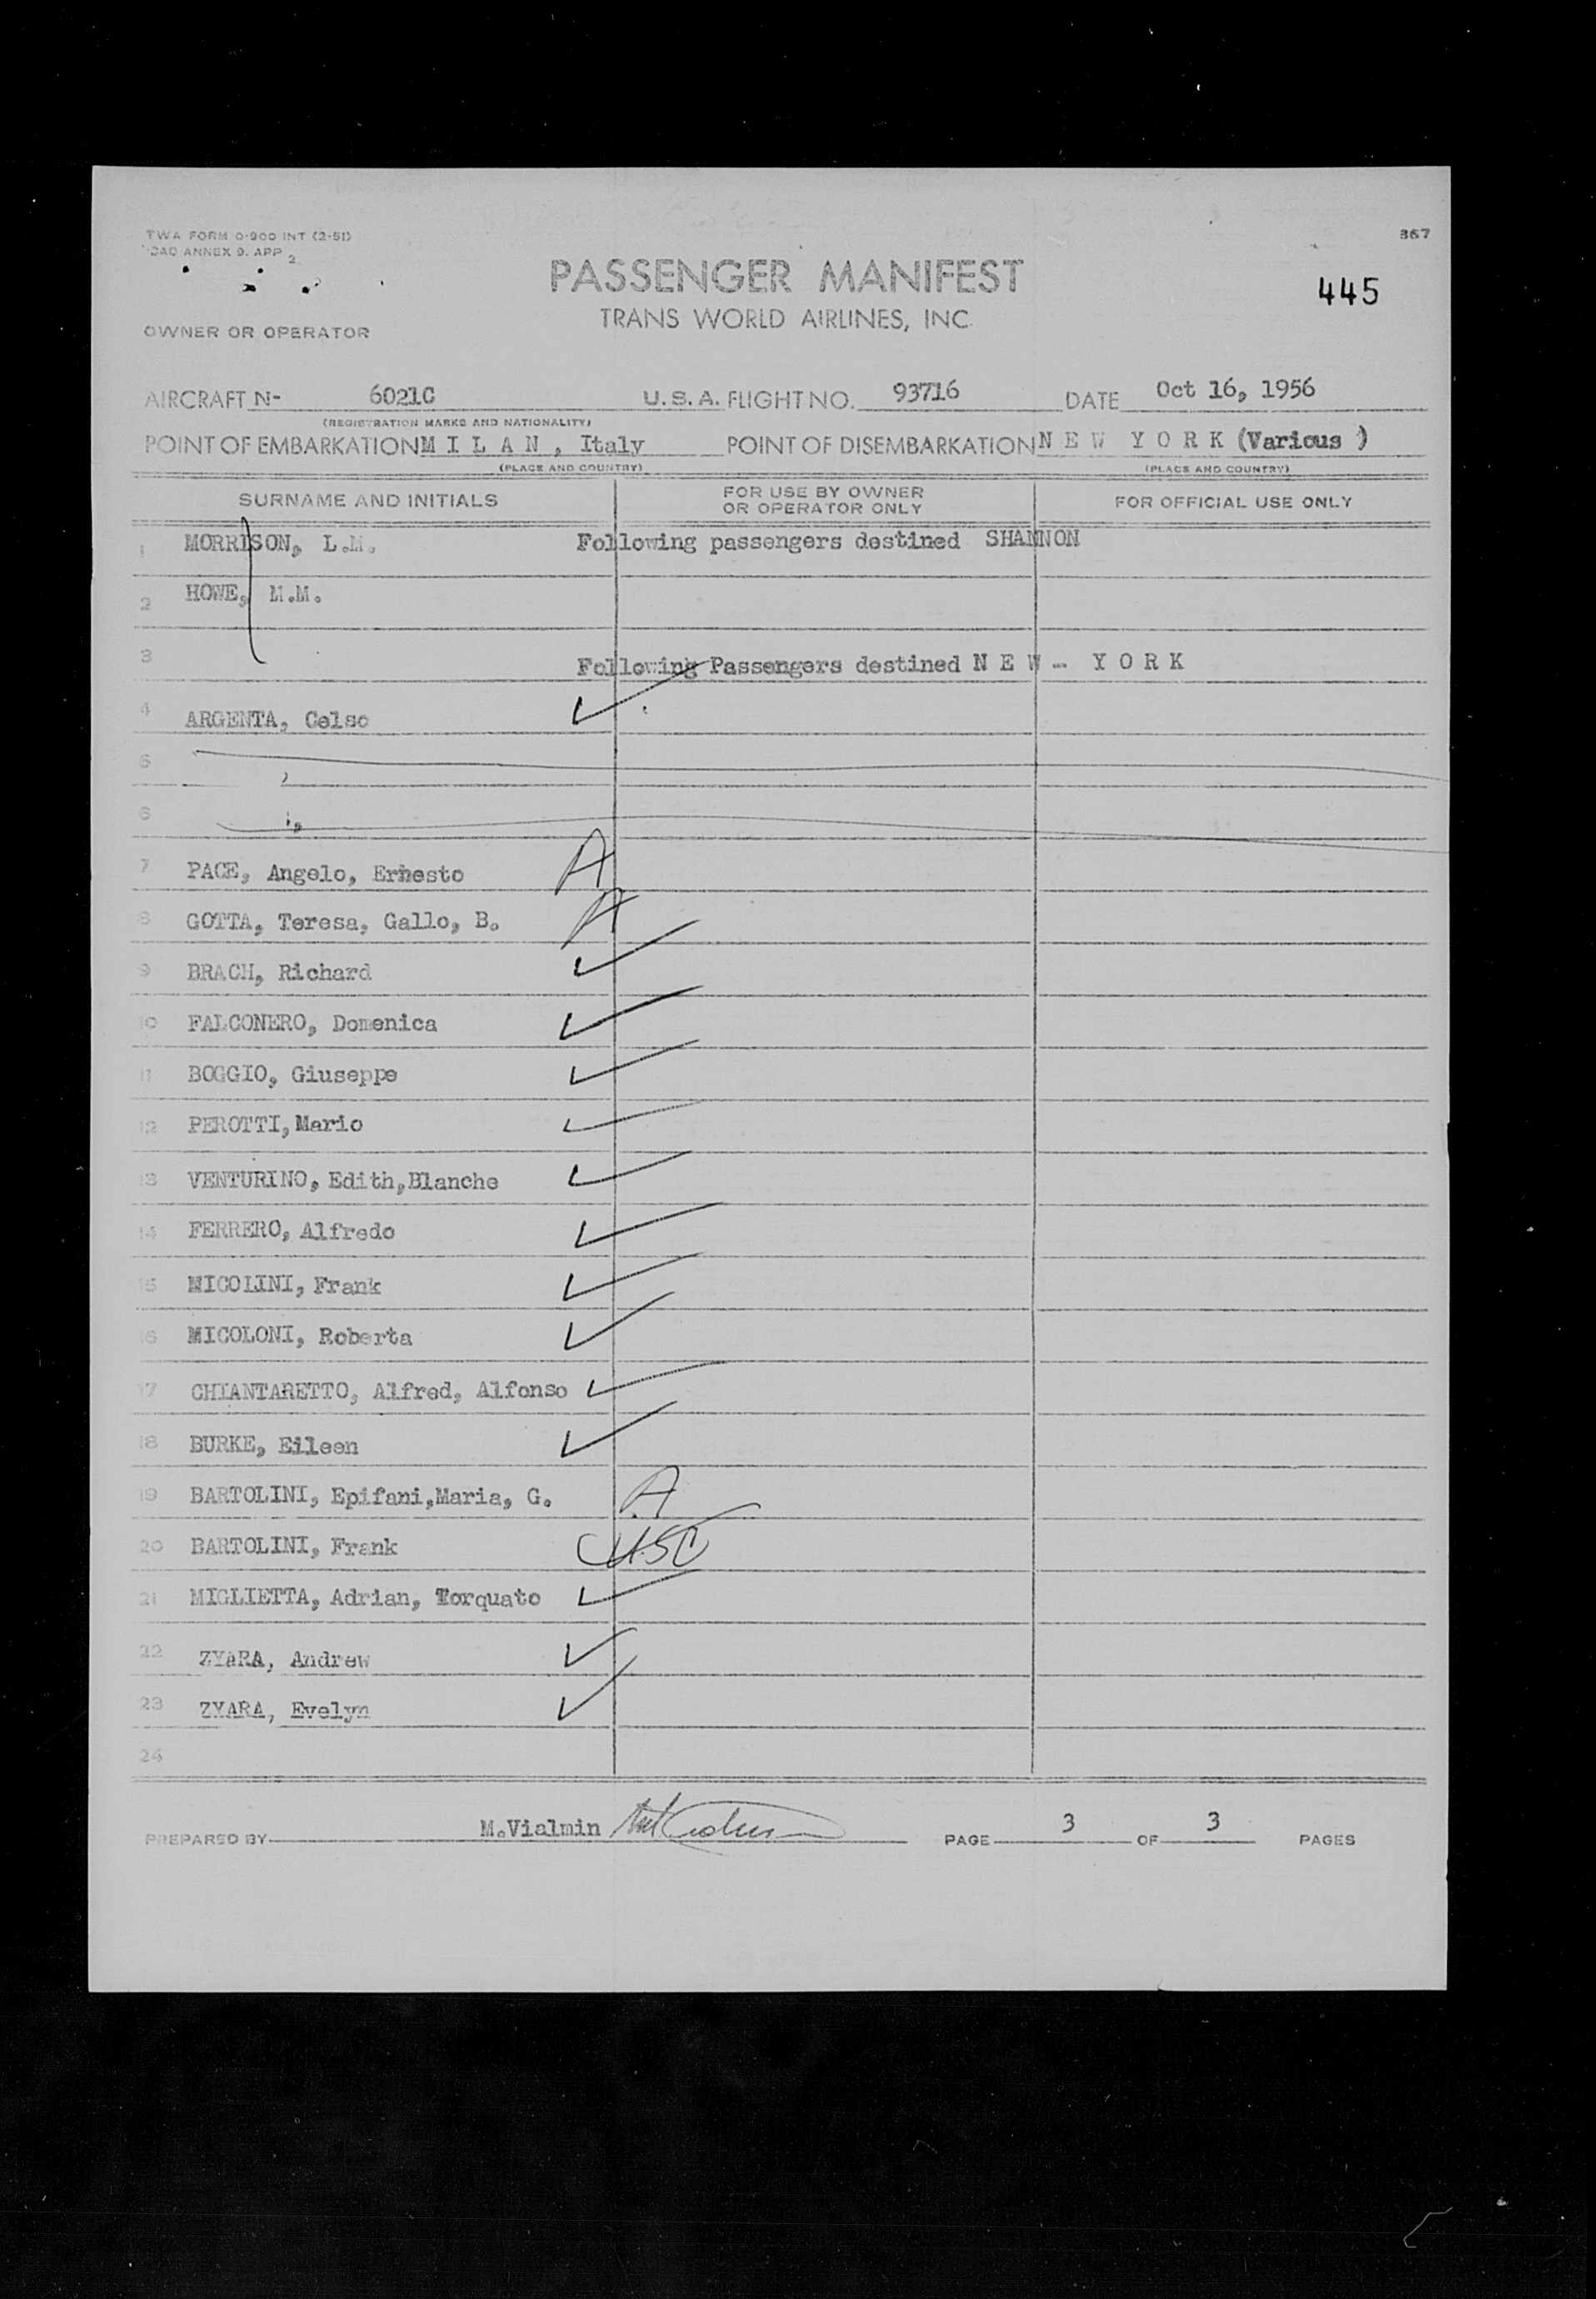 TWA FORM O-900 INT (2-51)
ICAO ANNEX 9. APP 2
867
PASSENGER MANIFEST
445
TRANS WORLD AIRLINES, INC.
OWNER OR OPERATOR
AIRCRAFT N- 6021C U.S.A. FLIGHT NO. 93716 DATE Oct 16, 1956
(REGISTRATION MARKS AND NATIONALITY)
POINT OF EMBARKATION M I L A N , Italy POINT OF DISEMBARKATION N E W Y O R K (Various )
(PLACE AND COUNTRY) (PLACE AND COUNTRY)
SURNAME AND INITIALS FOR USE BY OWNER OR OPERATOR ONLY FOR OFFICIAL USE ONLY
1 MORRISON, L.M. Following passengers destined SHANNON
2 HOWE, M.M.
3 Following Passengers destined N E W - Y O R K
4 ARGENTA, Celso
5
6
7 PACE, Angelo, Ernesto A
8 GOTTA, Teresa, Gallo, B. A
9 BRACH, Richard
10 FALCONERO, Domenica
11 BOGGIO, Giuseppe
12 PEROTTI, Mario
13 VENTURINO, Edith, Blanche
14 FERRERO, Alfredo
15 MICOLINI, Frank
16 MICOLONI, Roberta
17 CHIANTARETTO, Alfred, Alfonso
18 BURKE, Eileen
19 BARTOLINI, Epifani, Maria, G. A
20 BARTOLINI, Frank USC
21 MIGLIETTA, Adrian, Torquato
22 ZYARA, Andrew
23 ZYARA, Evelyn
24
PREPARED BY M.Vialmin PAGE 3 OF 3 PAGES